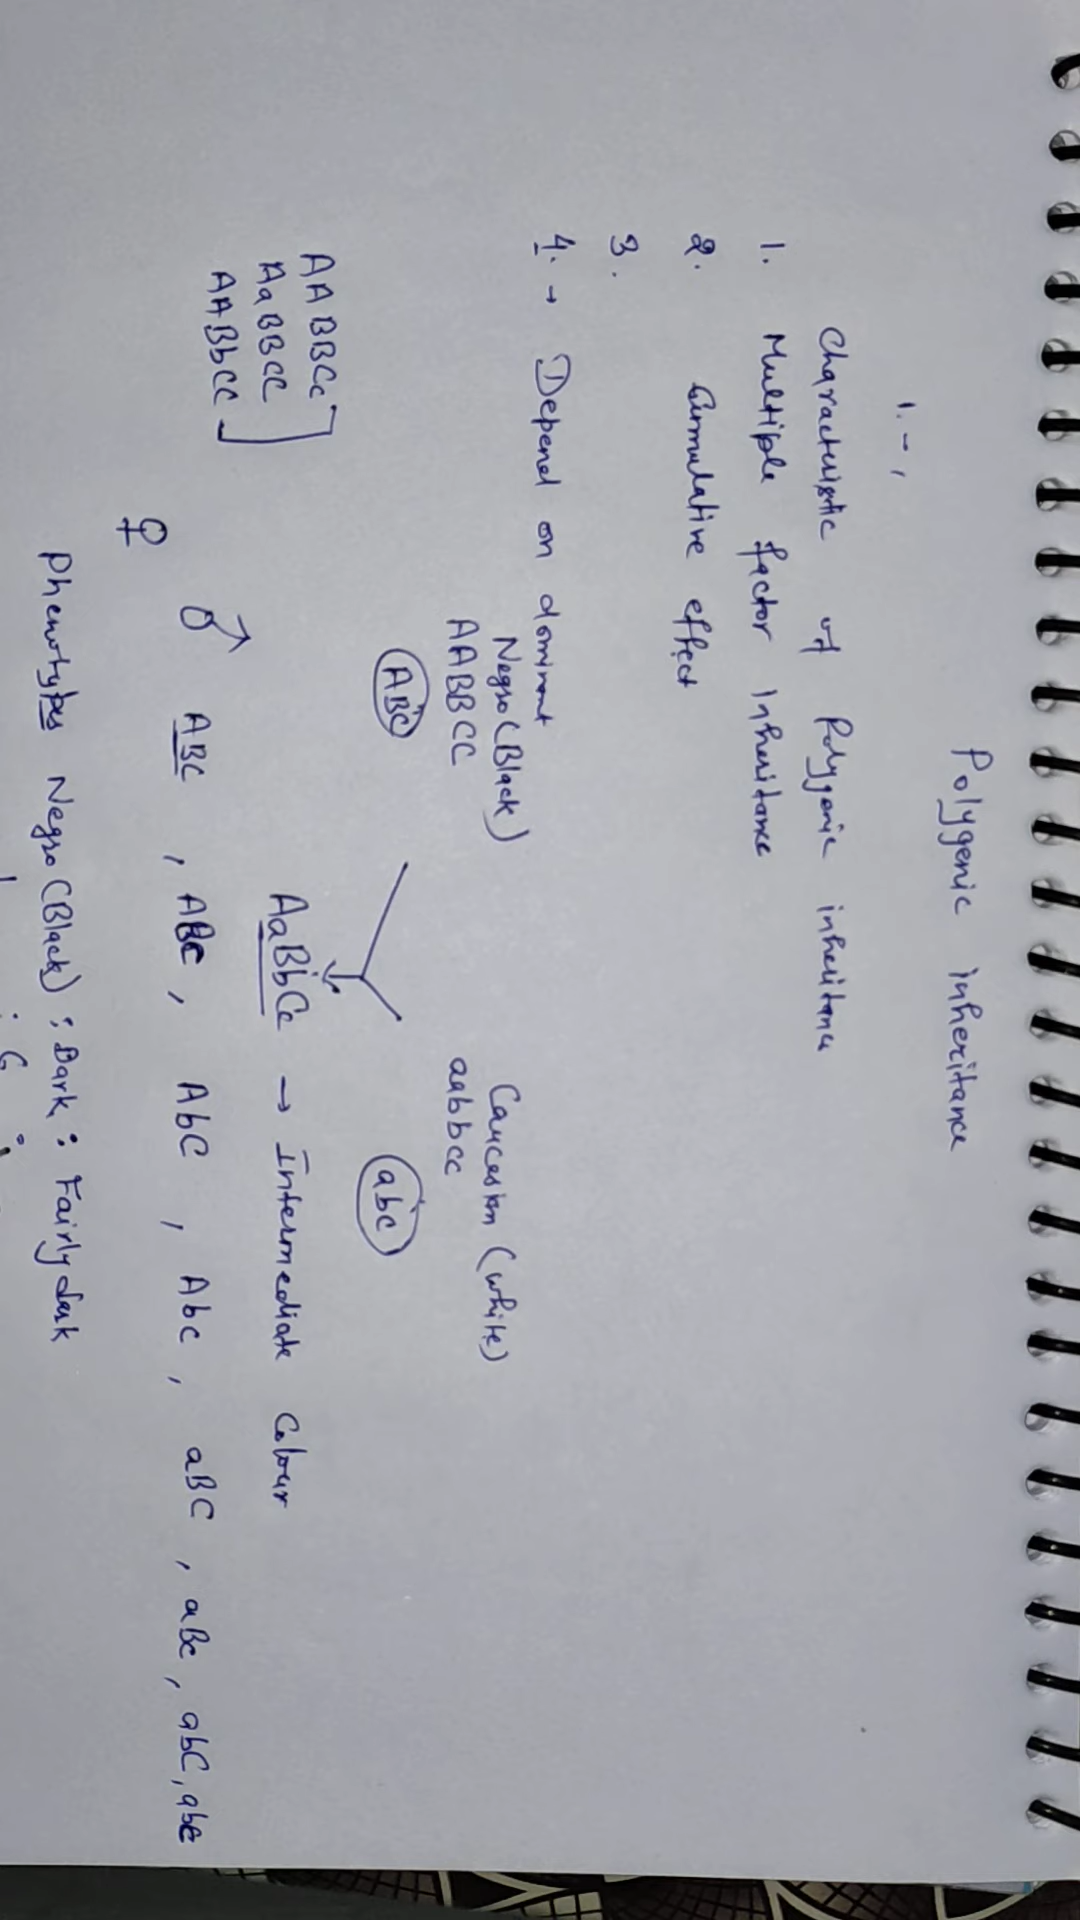 Polygenic inheritance
1. - ,
Characteristic of Polygenic inheritance
1. Multiple factor Inheritance
2. Cumulative effect
3.
4. → Depend on dominant
Negro (Black) Caucasion (white)
AABBCC aabbcc
ABC abc
AABBCc
AaBbCc → Intermediate Colour
AaBBCC
AABbCC
♂ ABC , ABc , AbC , Abc , aBC , aBc , abC , abc
♀
Phenotypes Negro (Black) : Dark : Fairly dark